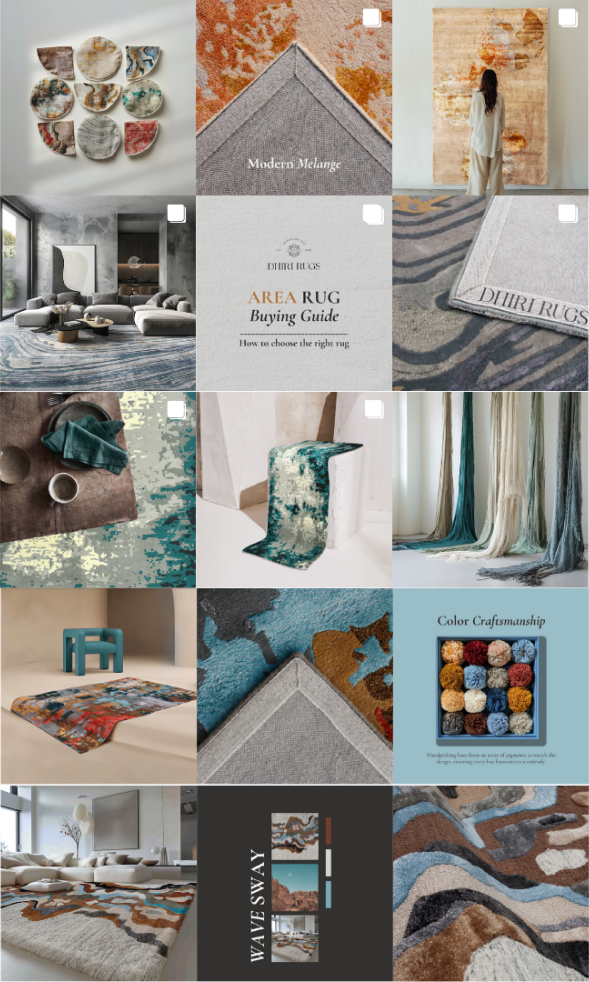 Modern Melange
DHIRI RUGS
AREA RUG
Buying Guide
How to choose the right rug
DHIRI RUGS
Color Craftsmanship
WAVE SWAY